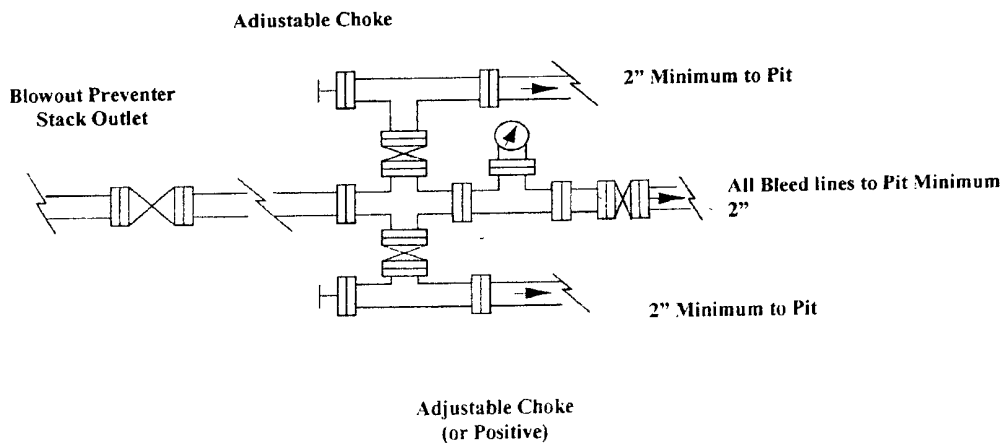 Adiustable Choke
2” Minimum to Pit
Blowout Preventer
Stack Outlet
All Bleed lines to Pit Minimum
2”
2” Minimum to Pit
Adjustable Choke
(or Positive)